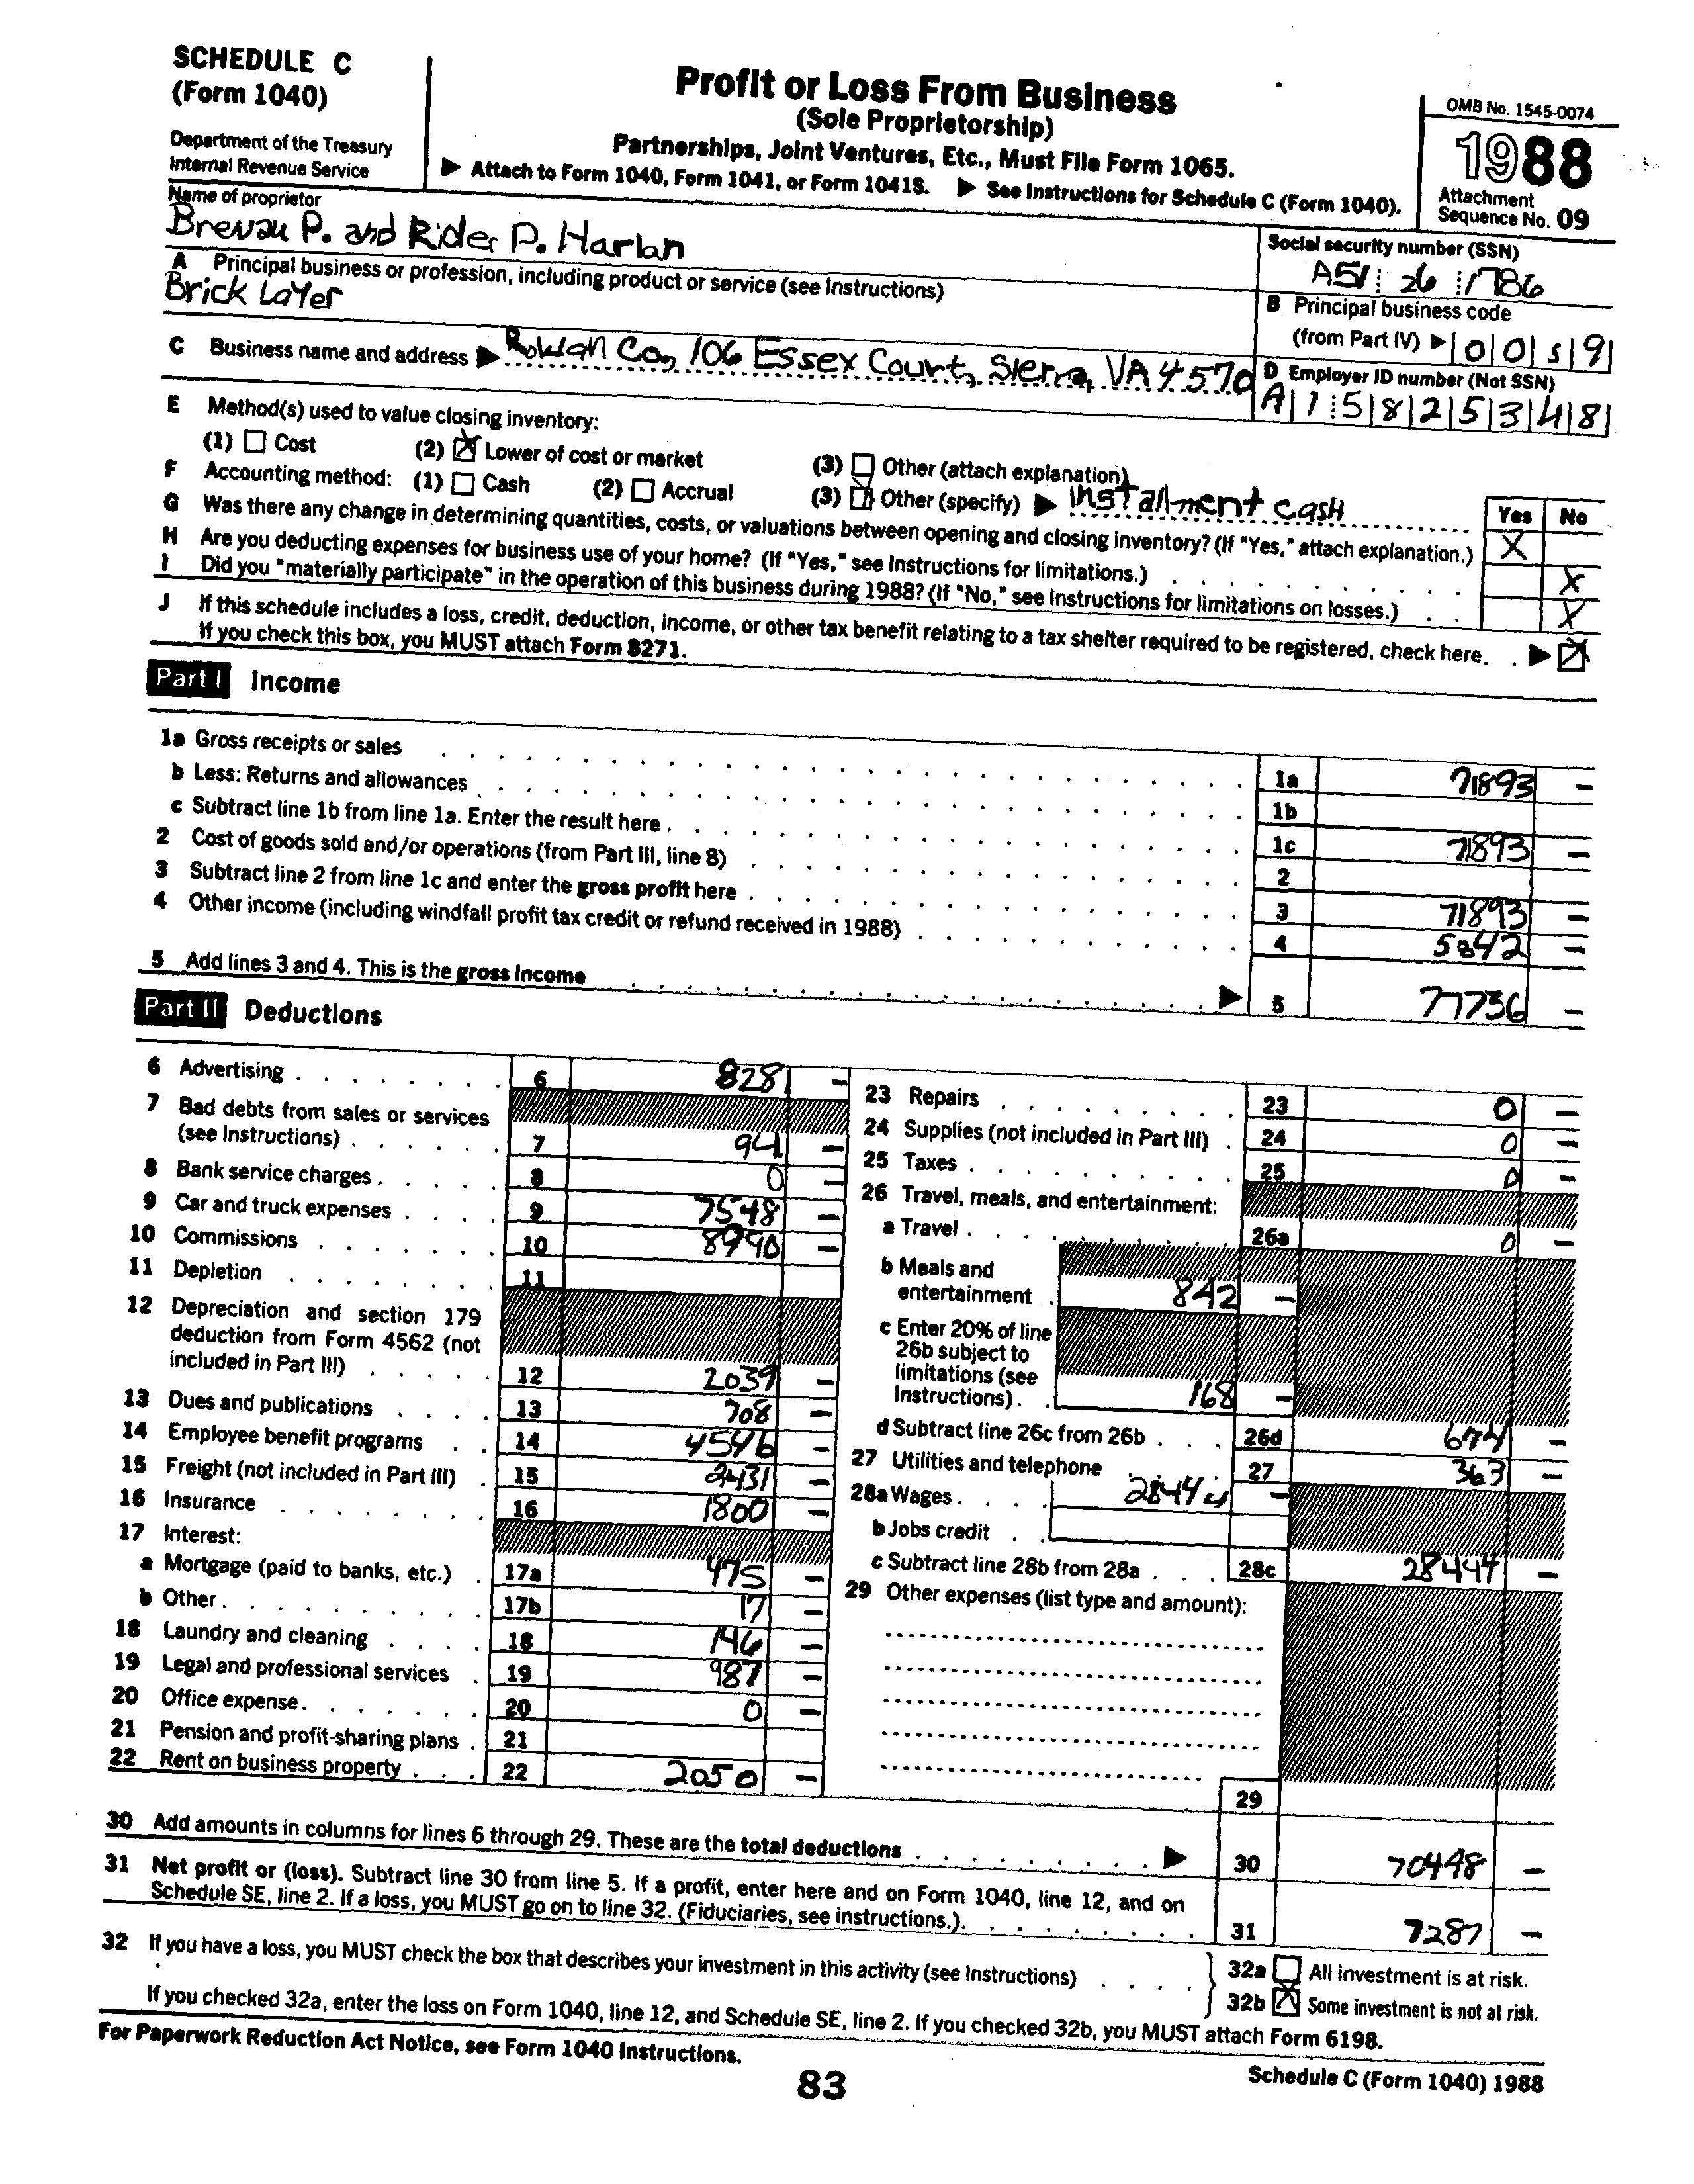 SCHEDULE C
(Form 1040)
Department of the Treasury
Internal Revenue Service
Profit or Loss From Business
(Sole Proprietorship)
Partnerships, Joint Ventures, Etc., Must File Form 1065.
▶ Attach to Form 1040, Form 1041, or Form 1041S. ▶ See Instructions for Schedule C (Form 1040).
OMB No. 1545-0074
1988
Attachment
Sequence No. 09
Name of proprietor
P. and Rider P. Harlan
Social security number (SSN)
A51 26 1786
A Principal business or profession, including product or service (see Instructions)
Brick Layer
B Principal business code
(from Part IV) ▶ 0 0 5 9
C Business name and address ▶ Rowan Co, 106 Essex Court, Sierra, VA 4570
D Employer ID number (Not SSN)
A 1 5 8 2 5 3 4 8
E Method(s) used to value closing inventory:
(1) Cost (2) Lower of cost or market (3) Other (attach explanation)
F Accounting method: (1) Cash (2) Accrual (3) Other (specify) ▶ installment cash
Yes No
G Was there any change in determining quantities, costs, or valuations between opening and closing inventory? (If "Yes," attach explanation.) X
H Are you deducting expenses for business use of your home? (If "Yes," see Instructions for limitations.) X
I Did you "materially participate" in the operation of this business during 1988? (If "No," see Instructions for limitations on losses.) X
J If this schedule includes a loss, credit, deduction, income, or other tax benefit relating to a tax shelter required to be registered, check here. ▶ X
If you check this box, you MUST attach Form 8271.
Part I Income
1a Gross receipts or sales 1a 71893 –
b Less: Returns and allowances 1b
c Subtract line 1b from line 1a. Enter the result here 1c 71893 –
2 Cost of goods sold and/or operations (from Part III, line 8) 2
3 Subtract line 2 from line 1c and enter the gross profit here 3 71893 –
4 Other income (including windfall profit tax credit or refund received in 1988) 4 5842 –
5 Add lines 3 and 4. This is the gross income ▶ 5 77736 –
Part II Deductions
6 Advertising 6 828 –
7 Bad debts from sales or services
(see Instructions) 7 94 –
8 Bank service charges 8 0 –
9 Car and truck expenses 9 7548 –
10 Commissions 10 8990 –
11 Depletion 11
12 Depreciation and section 179
deduction from Form 4562 (not
included in Part III) 12 2039 –
13 Dues and publications 13 708 –
14 Employee benefit programs 14 4546 –
15 Freight (not included in Part III) 15 2431 –
16 Insurance 16 1800 –
17 Interest:
a Mortgage (paid to banks, etc.) 17a 475 –
b Other 17b 17 –
18 Laundry and cleaning 18 146 –
19 Legal and professional services 19 987 –
20 Office expense 20 0 –
21 Pension and profit-sharing plans 21
22 Rent on business property 22 2050 –
23 Repairs 23 0 –
24 Supplies (not included in Part III) 24 0 –
25 Taxes 25 0 –
26 Travel, meals, and entertainment:
a Travel 26a 0 –
b Meals and
entertainment 842 –
c Enter 20% of line
26b subject to
limitations (see
Instructions) 168 –
d Subtract line 26c from 26b 26d 674 –
27 Utilities and telephone 27 363 –
28a Wages 28444 –
b Jobs credit
c Subtract line 28b from 28a 28c 28444 –
29 Other expenses (list type and amount):
29
30 Add amounts in columns for lines 6 through 29. These are the total deductions ▶ 30 70448 –
31 Net profit or (loss). Subtract line 30 from line 5. If a profit, enter here and on Form 1040, line 12, and on
Schedule SE, line 2. If a loss, you MUST go on to line 32. (Fiduciaries, see instructions.) 31 7287 –
32 If you have a loss, you MUST check the box that describes your investment in this activity (see Instructions)
32a All investment is at risk.
32b X Some investment is not at risk.
If you checked 32a, enter the loss on Form 1040, line 12, and Schedule SE, line 2. If you checked 32b, you MUST attach Form 6198.
For Paperwork Reduction Act Notice, see Form 1040 Instructions.
Schedule C (Form 1040) 1988
83